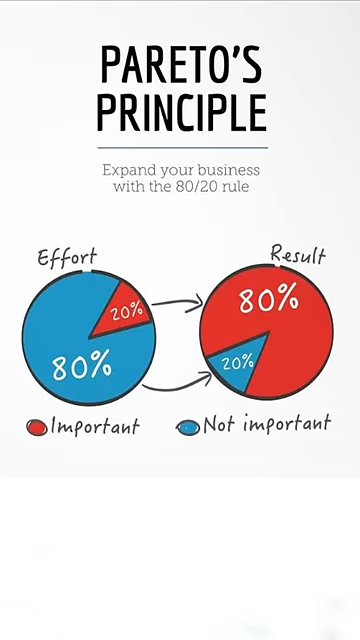 PARETO'S
PRINCIPLE
Expand your business
with the 80/20 rule
Effort
Result
20%
80%
80%
20%
Important
Not important